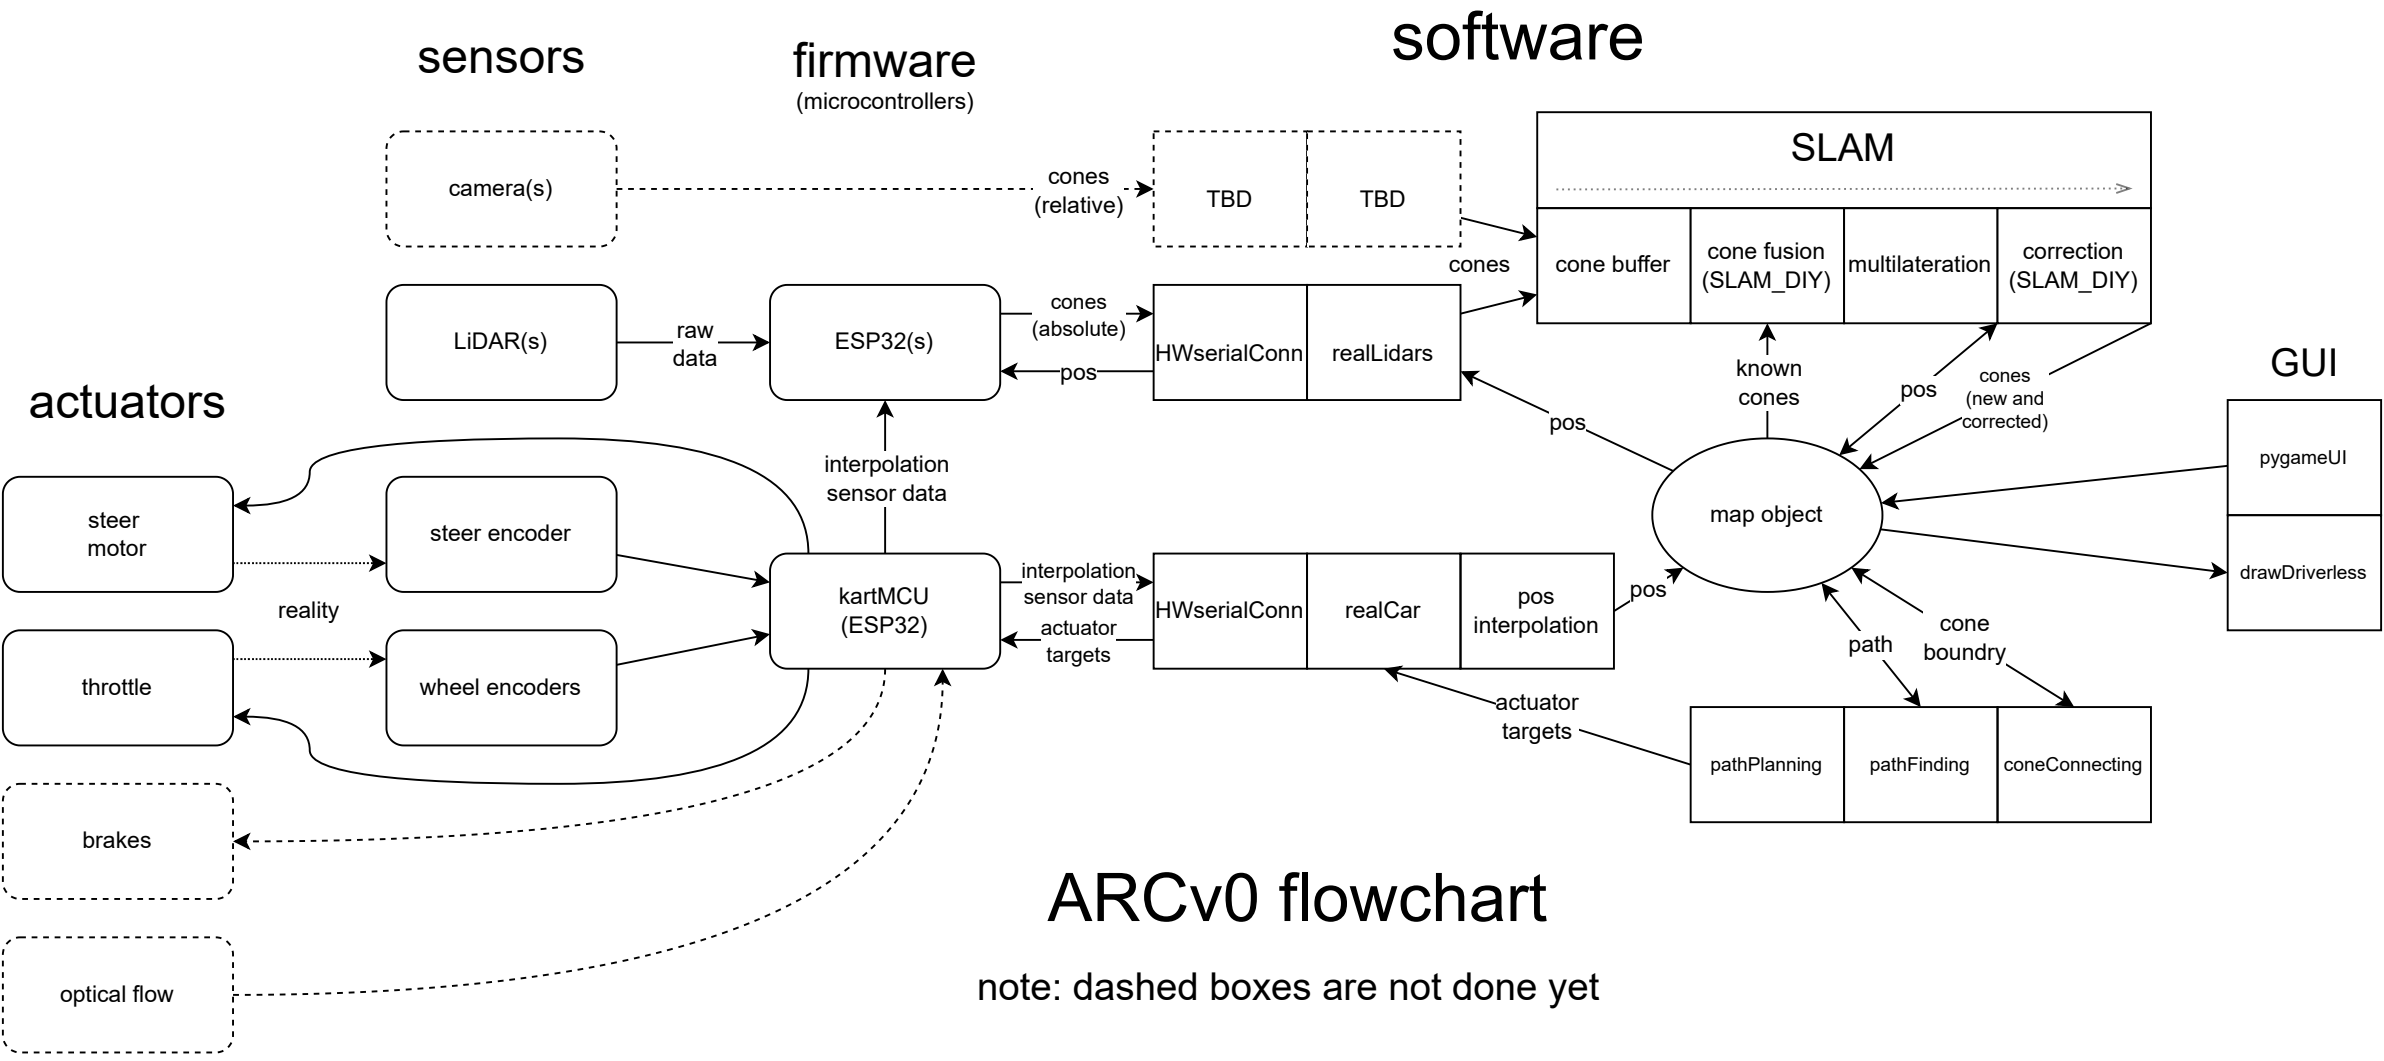 software
sensors
firmware
(microcontrollers)
SLAM
camera(s)
cones
(relative)
TBD
TBD
cones
cone buffer
cone fusion
(SLAM_DIY)
multilateration
correction
(SLAM_DIY)
LiDAR(s)
raw
data
ESP32(s)
cones
(absolute)
pos
HWserialConn
realLidars
pos
known
cones
pos
cones
(new and
corrected)
GUI
pygameUI
drawDriverless
map object
actuators
steer
motor
steer encoder
interpolation
sensor data
reality
throttle
wheel encoders
kartMCU
(ESP32)
interpolation
sensor data
actuator
targets
HWserialConn
realCar
pos
interpolation
pos
path
cone
boundry
actuator
targets
pathPlanning
pathFinding
coneConnecting
brakes
optical flow
ARCv0 flowchart
note: dashed boxes are not done yet